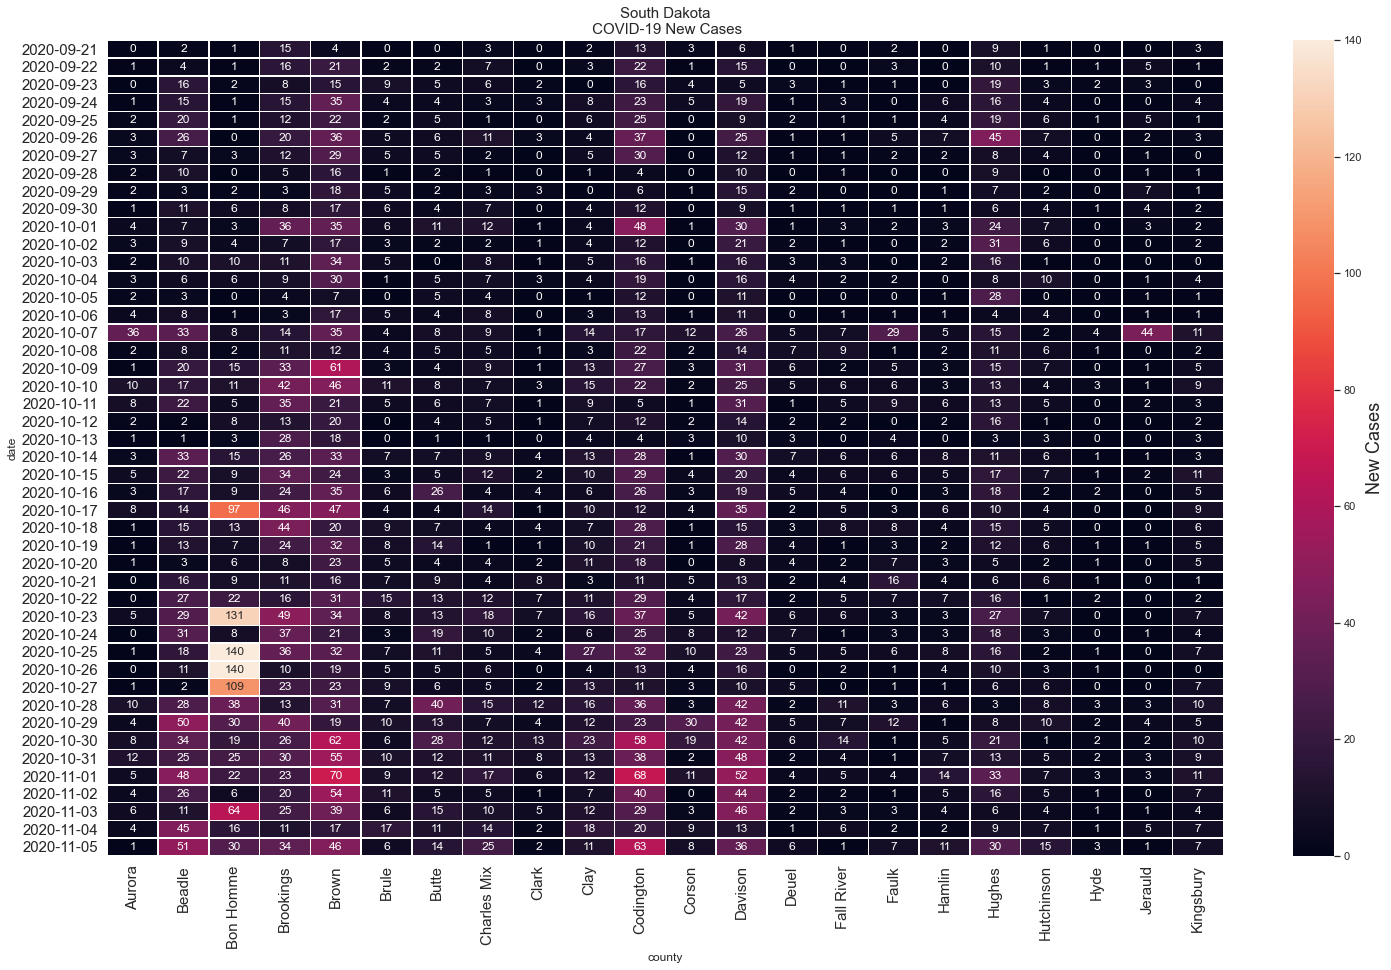 South Dakota
COVID-19 New Cases
2020-09-21 0 2 1 15 4 0 0 3 0 2 13 3 6 1 0 2 0 9 1 0 0 3
2020-09-22 1 4 1 16 21 2 2 7 0 3 22 1 15 0 0 3 0 10 1 1 5 1
2020-09-23 0 16 2 8 15 9 5 6 2 0 16 4 5 3 1 1 0 19 3 2 3 0
2020-09-24 1 15 1 15 35 4 4 3 3 8 23 5 19 1 3 0 6 16 4 0 0 4
2020-09-25 2 20 1 12 22 2 5 1 0 6 25 0 9 2 1 1 4 19 6 1 5 1
2020-09-26 3 26 0 20 36 3 6 11 3 4 37 0 25 1 1 5 7 45 7 0 2 3
2020-09-27 3 7 3 12 29 5 5 2 0 5 30 0 12 1 1 2 2 8 4 0 1 0
2020-09-28 2 10 0 5 16 1 2 1 0 1 4 0 10 0 1 0 0 9 0 0 1 1
2020-09-29 2 3 2 3 18 5 2 3 3 0 6 1 15 2 0 0 1 7 2 0 7 1
2020-09-30 1 11 6 8 17 6 4 7 0 4 12 0 9 1 1 1 1 6 4 1 4 2
2020-10-01 4 7 3 36 35 6 11 12 1 4 48 1 30 1 3 2 3 24 7 0 3 2
2020-10-02 3 9 4 7 17 3 2 2 1 4 12 0 21 2 1 0 2 31 6 0 0 2
2020-10-03 2 10 10 11 34 5 0 8 1 5 16 1 16 3 3 0 2 16 1 0 0 2
2020-10-04 3 6 6 9 30 1 5 7 3 4 19 0 16 4 2 2 0 8 10 0 1 4
2020-10-05 2 3 0 4 7 0 5 4 0 1 12 0 11 0 0 0 1 28 0 0 1 1
2020-10-06 4 8 1 3 17 5 4 8 0 3 13 1 11 0 1 1 1 4 4 0 1 1
2020-10-07 36 33 8 14 35 4 8 9 1 14 17 12 26 5 7 29 5 15 2 4 44 11
2020-10-08 2 8 2 11 12 4 5 5 1 3 22 2 14 7 9 1 2 11 6 1 0 2
2020-10-09 1 20 15 33 61 3 4 9 1 13 27 3 31 6 2 5 3 15 7 0 1 5
2020-10-10 10 17 11 42 46 11 8 7 3 15 22 2 25 5 6 6 3 13 4 3 1 9
2020-10-11 8 22 5 35 21 5 6 7 1 9 5 1 31 1 5 9 6 13 5 0 2 3
2020-10-12 2 2 8 13 20 0 4 5 1 7 12 2 14 2 2 0 2 16 1 0 0 2
2020-10-13 1 1 3 28 18 0 1 1 0 4 4 3 10 3 0 4 0 3 3 0 0 3
2020-10-14 3 33 15 26 33 7 7 9 4 13 28 1 30 7 6 6 8 11 6 1 1 3
2020-10-15 5 22 9 34 24 3 5 12 2 10 29 4 20 4 6 6 5 17 7 1 2 11
2020-10-16 3 17 9 24 35 6 26 4 4 6 26 3 19 5 4 0 3 18 2 2 0 5
2020-10-17 8 14 97 46 47 4 4 14 1 10 12 4 35 2 5 3 6 10 4 0 0 9
2020-10-18 1 15 13 44 20 9 7 4 4 7 28 1 15 3 8 8 4 15 5 0 0 6
2020-10-19 1 13 7 24 32 8 14 1 1 10 21 1 28 4 1 3 2 12 6 1 1 5
2020-10-20 1 3 6 8 23 5 4 4 2 11 18 0 8 4 2 7 3 5 2 1 0 5
2020-10-21 0 16 9 11 16 7 9 4 8 3 11 5 13 2 4 16 4 6 6 1 0 1
2020-10-22 0 27 22 16 31 15 13 12 7 11 29 4 17 2 5 7 7 16 1 2 0 2
2020-10-23 5 29 131 49 34 8 13 18 7 16 37 5 42 6 6 3 3 27 7 0 0 7
2020-10-24 0 31 8 37 21 3 19 10 2 6 25 8 12 7 1 3 3 18 3 0 1 4
2020-10-25 1 18 140 36 32 7 11 5 4 27 32 10 23 5 5 6 8 16 2 1 0 7
2020-10-26 0 11 140 10 19 5 5 6 0 4 13 4 16 0 2 1 4 10 3 1 0 0
2020-10-27 1 2 109 23 23 9 6 5 2 13 11 3 10 5 0 1 1 6 6 0 0 7
2020-10-28 10 28 38 13 31 7 40 15 12 16 36 3 42 2 11 3 6 3 8 3 3 10
2020-10-29 4 50 30 40 19 10 13 7 4 12 23 30 42 5 7 12 1 8 10 2 4 5
2020-10-30 8 34 19 26 62 6 28 12 13 23 58 19 42 6 14 1 5 21 1 2 2 10
2020-10-31 12 25 25 30 55 10 12 11 8 13 38 2 48 2 4 1 7 13 5 2 3 9
2020-11-01 5 48 22 23 70 9 12 17 6 12 68 11 52 4 5 4 14 33 7 3 3 11
2020-11-02 4 26 6 20 54 11 5 5 1 7 40 0 44 2 2 1 5 16 5 1 0 7
2020-11-03 6 11 64 25 39 6 15 10 5 12 29 3 46 2 3 3 4 6 4 1 1 4
2020-11-04 4 45 16 11 17 17 11 14 2 18 20 9 13 1 6 2 2 9 7 1 5 7
2020-11-05 1 51 30 34 46 6 14 25 2 11 63 8 36 6 1 7 11 30 15 3 1 7
date
Aurora Beadle Bon Homme Brookings Brown Brule Butte Charles Mix Clark Clay Codington Corson Davison Deuel Fall River Faulk Hamlin Hughes Hutchinson Hyde Jerauld Kingsbury
county
140
120
100
80
60
40
20
0
New Cases